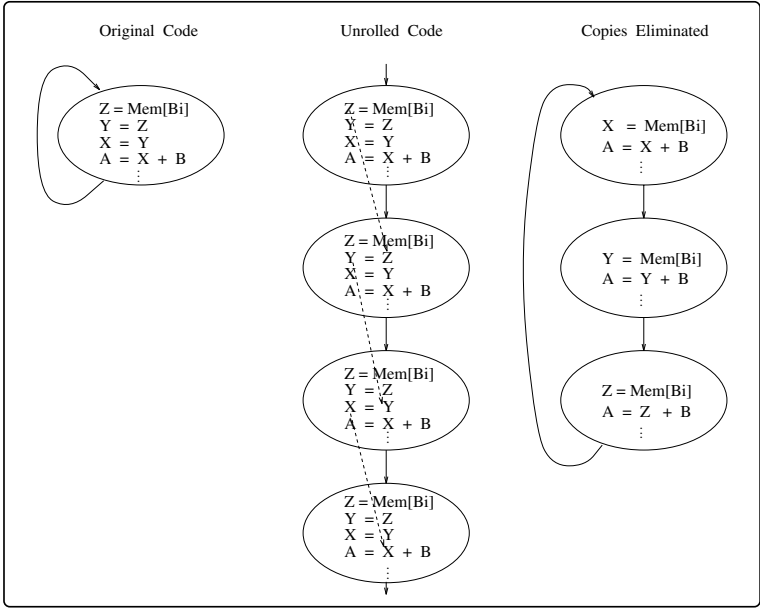 Original Code
Z = Mem[Bi]
Y = Z
X = Y
A = X + B
⋮
Unrolled Code
Z = Mem[Bi]
Y = Z
X = Y
A = X + B
⋮
Z = Mem[Bi]
Y = Z
X = Y
A = X + B
⋮
Z = Mem[Bi]
Y = Z
X = Y
A = X + B
⋮
Z = Mem[Bi]
Y = Z
X = Y
A = X + B
⋮
Copies Eliminated
X = Mem[Bi]
A = X + B
⋮
Y = Mem[Bi]
A = Y + B
⋮
Z = Mem[Bi]
A = Z + B
⋮